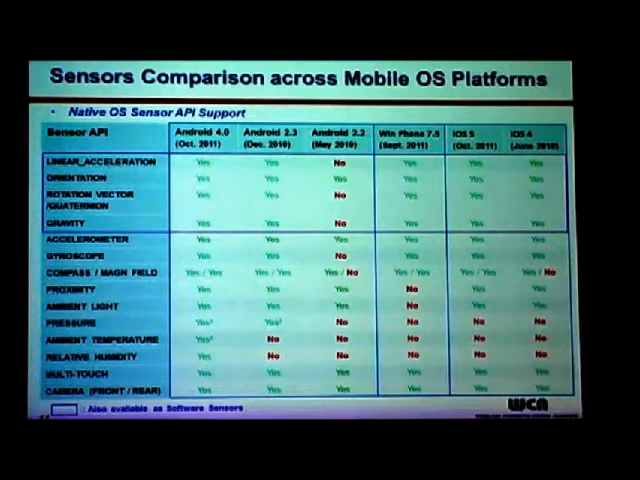 Sensors Comparison across Mobile OS Platforms
• Native OS Sensor API Support
Sensor API Android 4.0 (Oct. 2011) Android 2.3 (Dec. 2010) Android 2.2 (May 2010) Win Phone 7.5 (Sept. 2011) iOS 5 (Oct. 2011) iOS 4 (June 2010)
LINEAR_ACCELERATION Yes Yes No Yes Yes Yes
ORIENTATION Yes Yes Yes Yes Yes Yes
ROTATION VECTOR /QUATERNION Yes Yes No Yes Yes Yes
GRAVITY Yes Yes No Yes Yes Yes
ACCELEROMETER Yes Yes Yes Yes Yes Yes
GYROSCOPE Yes Yes No Yes Yes Yes
COMPASS / MAGN FIELD Yes / Yes Yes / Yes Yes / No Yes / Yes Yes / Yes Yes / No
PROXIMITY Yes Yes Yes No Yes Yes
AMBIENT LIGHT Yes Yes Yes No Yes Yes
PRESSURE Yes² Yes² No No No No
AMBIENT TEMPERATURE Yes² No No No No No
RELATIVE HUMIDITY Yes No No No No No
MULTI-TOUCH Yes Yes Yes Yes Yes Yes
CAMERA (FRONT / REAR) Yes Yes Yes Yes Yes Yes
: Also available as Software Sensors
WCA